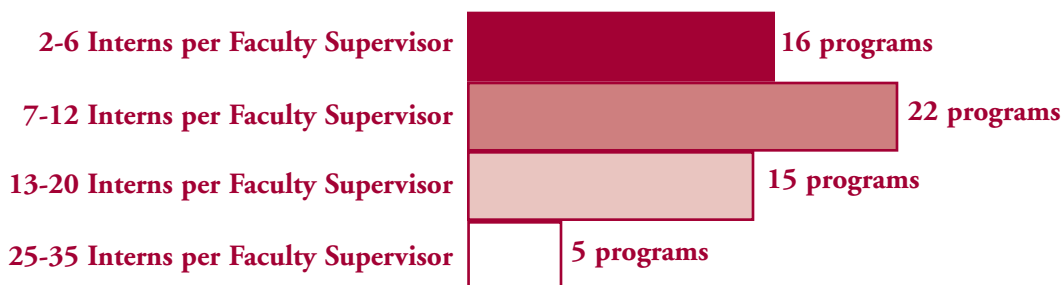 2-6 Interns per Faculty Supervisor 16 programs
7-12 Interns per Faculty Supervisor 22 programs
13-20 Interns per Faculty Supervisor 15 programs
25-35 Interns per Faculty Supervisor 5 programs